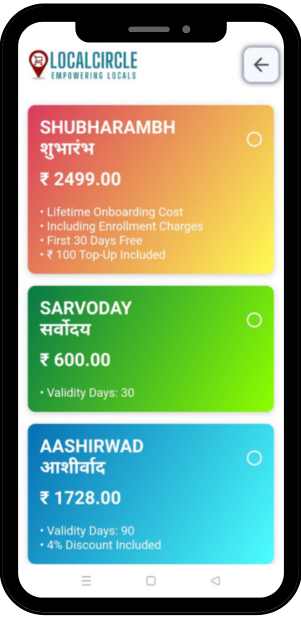 LOCALCIRCLE
EMPOWERING LOCALS
SHUBHARAMBH
शुभारंभ
₹ 2499.00
• Lifetime Onboarding Cost
• Including Enrollment Charges
• First 30 Days Free
• ₹ 100 Top-Up Included
SARVODAY
सर्वोदय
₹ 600.00
• Validity Days: 30
AASHIRWAD
आशीर्वाद
₹ 1728.00
• Validity Days: 90
• 4% Discount Included